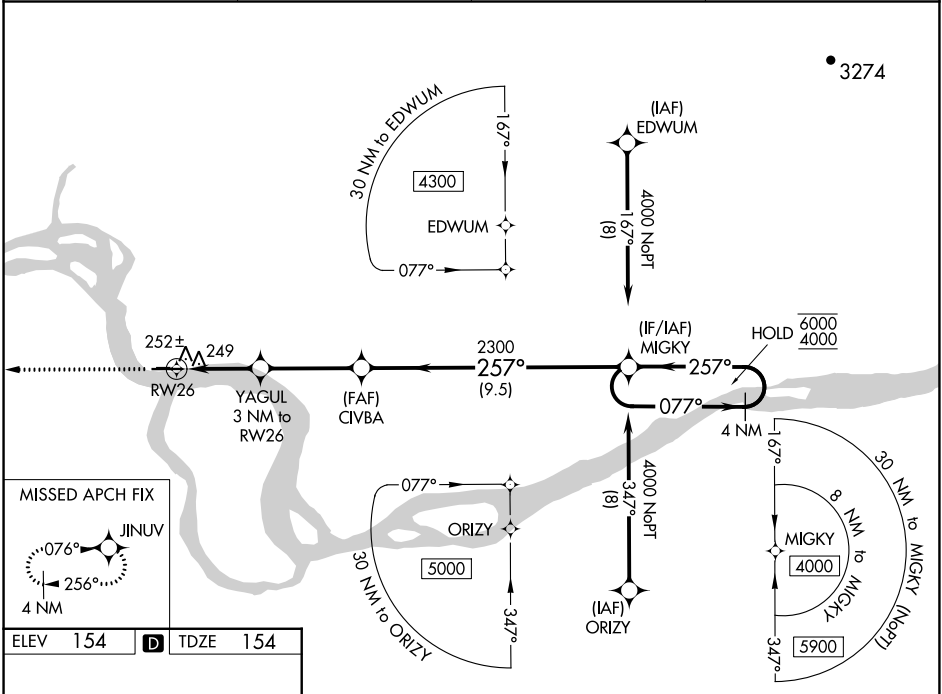 3274
(IAF)
EDWUM
30 NM to EDWUM
167°
4300
EDWUM
077°
4000 NoPT
167°
(8)
252±
249
RW26
YAGUL
3 NM to
RW26
(FAF)
CIVBA
2300
257°
(9.5)
(IF/IAF)
MIGKY
HOLD
6000
4000
257°
077°
4 NM
MISSED APCH FIX
JINUV
076°
256°
4 NM
077°
ORIZY
5000
30 NM to ORIZY
347°
4000 NoPT
347°
(8)
(IAF)
ORIZY
167°
30 NM to MIGKY (NoPT)
8 NM to MIGKY
MIGKY
4000
5900
347°
ELEV 154 D TDZE 154